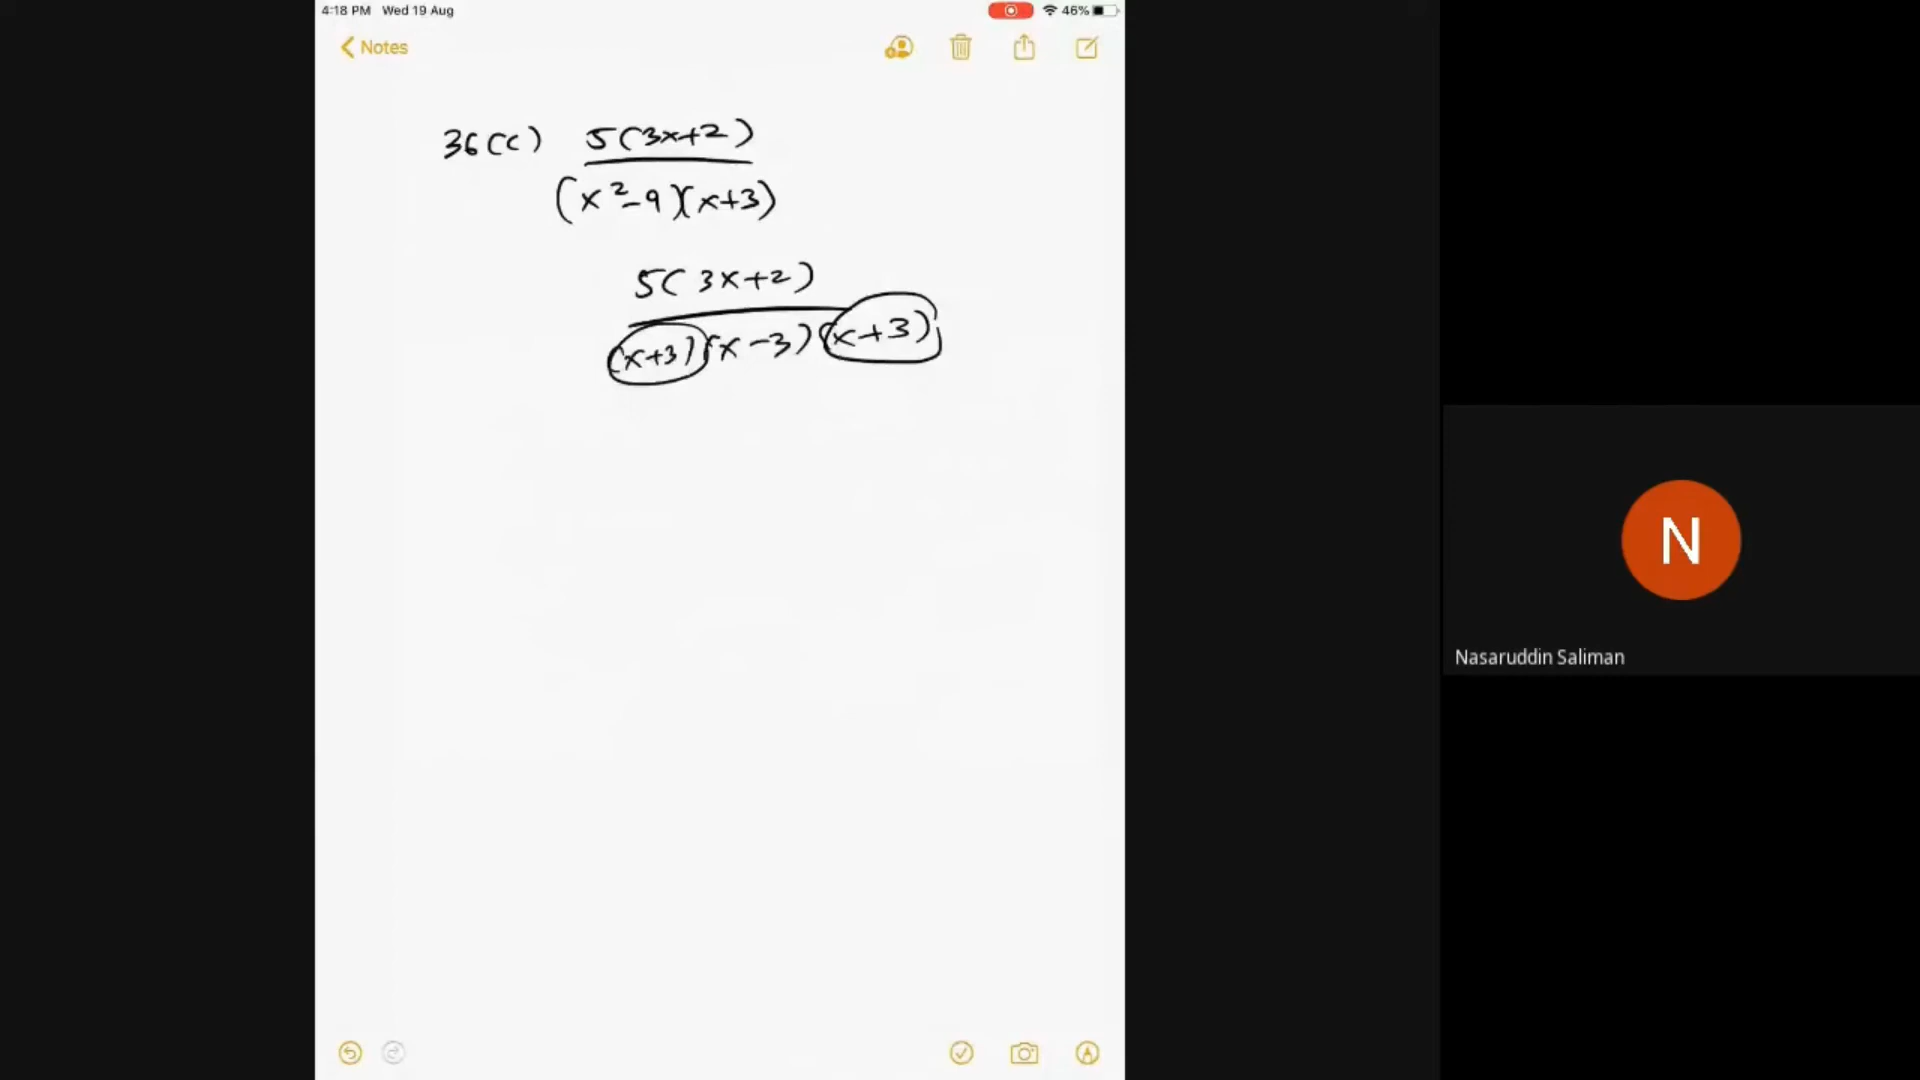 4:18 PM Wed 19 Aug 46%
Notes
36(c) 5(3x+2)
(x²-9)(x+3)
5(3x+2)
(x+3)(x-3)(x+3)
N
Nasaruddin Saliman